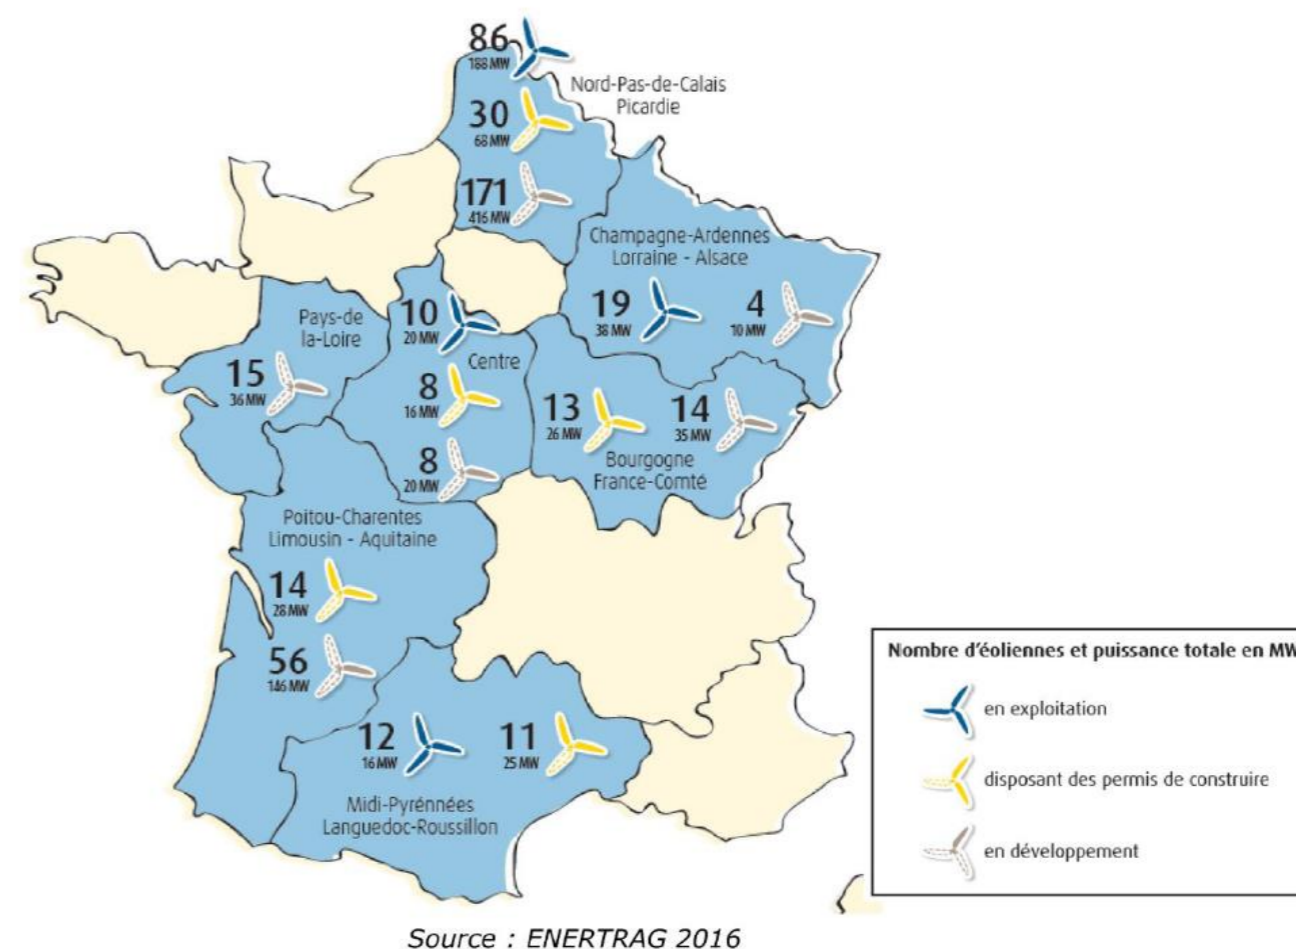 86
188 MW
Nord-Pas-de-Calais
Picardie
30
68 MW
171
416 MW
Champagne-Ardennes
Lorraine - Alsace
19
38 MW
4
10 MW
Pays-de
la-Loire
15
36 MW
10
20 MW
Centre
8
16 MW
8
20 MW
13
26 MW
14
35 MW
Bourgogne
France-Comté
Poitou-Charentes
Limousin - Aquitaine
14
28 MW
56
146 MW
12
16 MW
11
25 MW
Midi-Pyrénnées
Languedoc-Roussillon
Nombre d'éoliennes et puissance totale en MW
en exploitation
disposant des permis de construire
en développement
Source : ENERTRAG 2016